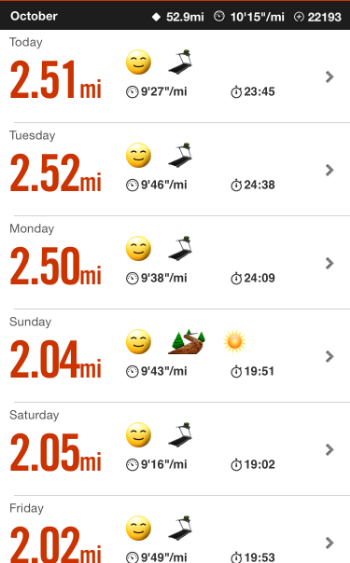 October 52.9mi 10'15"/mi 22193
Today
2.51mi
9'27"/mi 23:45
Tuesday
2.52mi
9'46"/mi 24:38
Monday
2.50mi
9'38"/mi 24:09
Sunday
2.04mi
9'43"/mi 19:51
Saturday
2.05mi
9'16"/mi 19:02
Friday
2.02mi
9'49"/mi 19:53